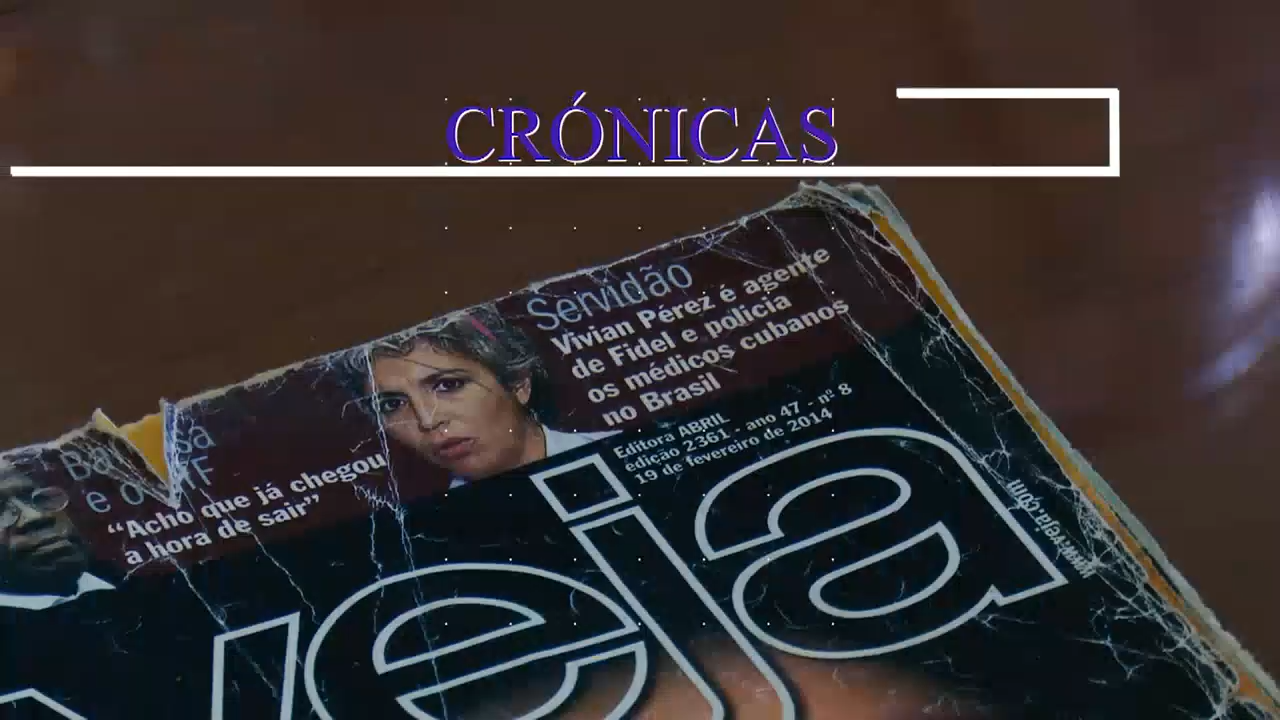 CRÓNICAS
Servidão
Vivian Pérez é agente
de Fidel e policia
os médicos cubanos
no Brasil
e o
“Acho que já chegou
a hora de sair”
Editora ABRIL
edição 2361 - ano 47 - nº 8
19 de fevereiro de 2014
veja
www.veja.com